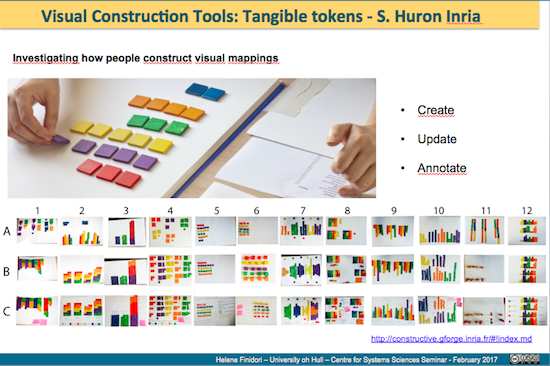 Visual Construction Tools: Tangible tokens - S. Huron Inria
Investigating how people construct visual mappings
• Create
• Update
• Annotate
1 2 3 4 5 6 7 8 9 10 11 12
A
B
C
http://constructive.gforge.inria.fr/#!index.md
Helene Finidori – University oh Hull – Centre for Systems Sciences Seminar - February 2017